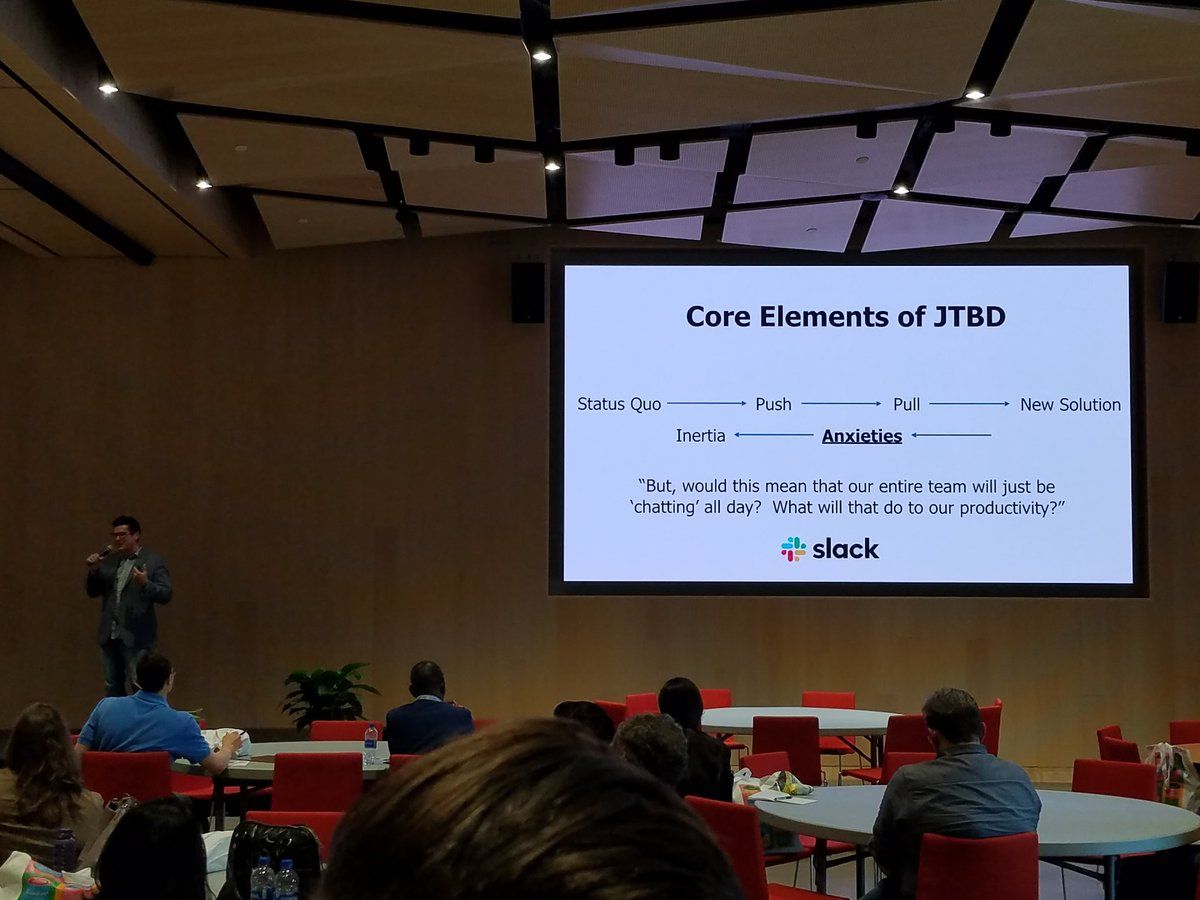 Core Elements of JTBD
Status Quo Push Pull New Solution
Inertia Anxieties
“But, would this mean that our entire team will just be
‘chatting’ all day?  What will that do to our productivity?”
slack